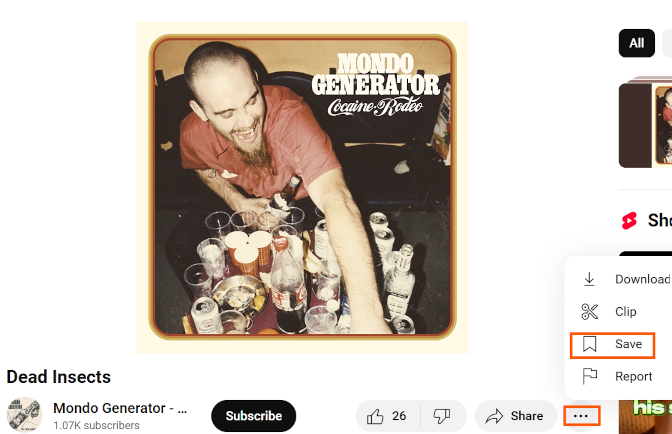 MONDO
GENERATOR
Cocaine Rodeo
All
Sho
Download
Clip
Save
Report
Dead Insects
Mondo Generator - ...
1.07K subscribers
Subscribe
26
Share
his s